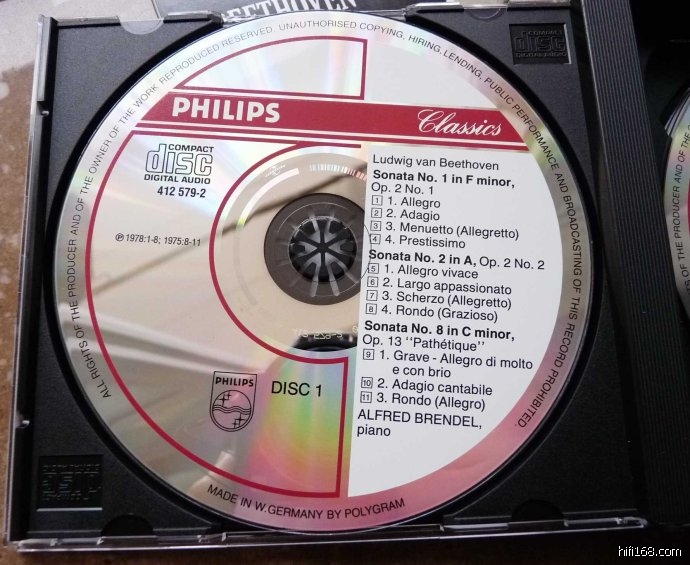 BEETHOVEN
ALL RIGHTS OF THE PRODUCER AND OF THE OWNER OF THE WORK REPRODUCED RESERVED. UNAUTHORISED COPYING, HIRING, LENDING, PUBLIC PERFORMANCE AND BROADCASTING OF THIS RECORD PROHIBITED.
COMPACT
disc
DIGITAL AUDIO
PHILIPS
Classics
COMPACT
disc
DIGITAL AUDIO
412 579-2
℗ 1978:1-8; 1975:8-11
Ludwig van Beethoven
Sonata No. 1 in F minor,
Op. 2 No. 1
1 1. Allegro
2 2. Adagio
3 3. Menuetto (Allegretto)
4 4. Prestissimo
Sonata No. 2 in A, Op. 2 No. 2
5 1. Allegro vivace
6 2. Largo appassionato
7 3. Scherzo (Allegretto)
8 4. Rondo (Grazioso)
Sonata No. 8 in C minor,
Op. 13 "Pathétique"
9 1. Grave - Allegro di molto
e con brio
10 2. Adagio cantabile
11 3. Rondo (Allegro)
ALFRED BRENDEL,
piano
PHILIPS
DISC 1
MADE IN W.GERMANY BY POLYGRAM
hifi168.com